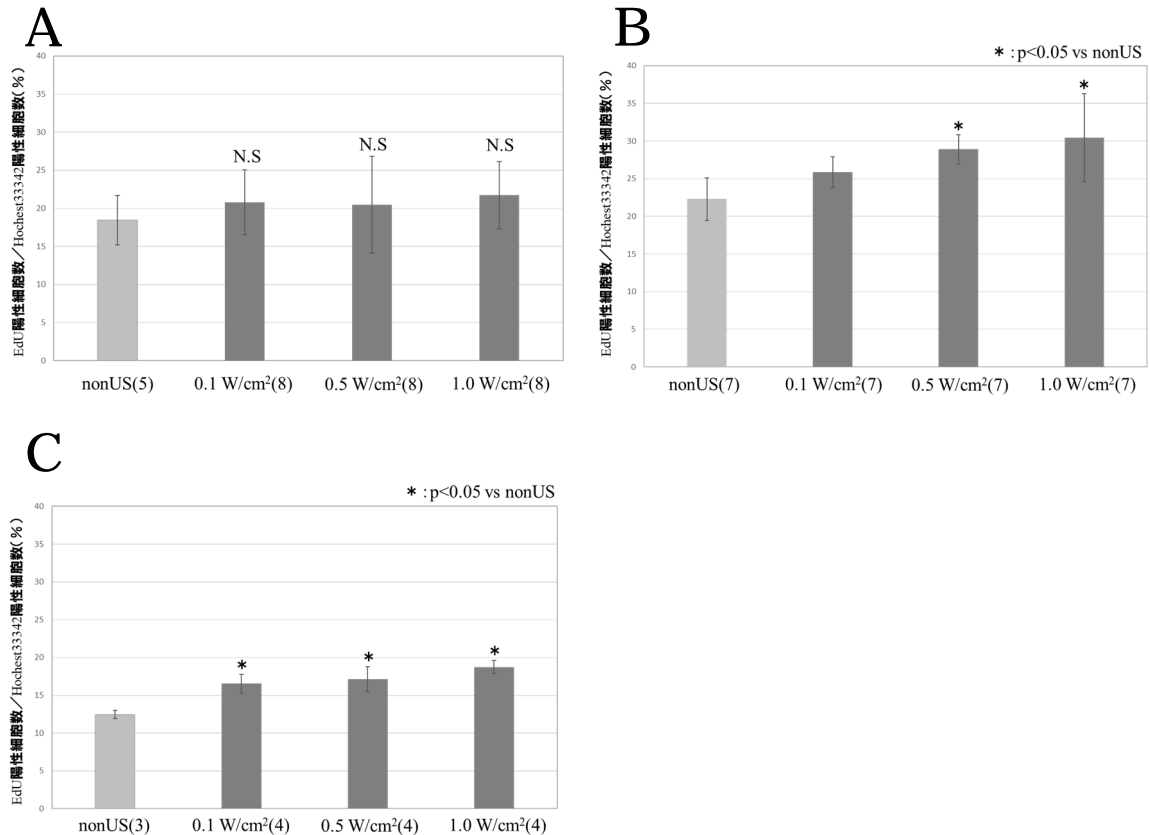 A
EdU陽性細胞数／Hochest33342陽性細胞数(％)
40
35
30
25
20
15
10
5
0
N.S
N.S
N.S
nonUS(5)
0.1 W/cm²(8)
0.5 W/cm²(8)
1.0 W/cm²(8)
B
*：p<0.05 vs nonUS
EdU陽性細胞数／Hochest33342陽性細胞数(％)
40
35
30
25
20
15
10
5
0
*
*
nonUS(7)
0.1 W/cm²(7)
0.5 W/cm²(7)
1.0 W/cm²(7)
C
*：p<0.05 vs nonUS
EdU陽性細胞数／Hochest33342陽性細胞数(％)
40
35
30
25
20
15
10
5
0
*
*
*
nonUS(3)
0.1 W/cm²(4)
0.5 W/cm²(4)
1.0 W/cm²(4)